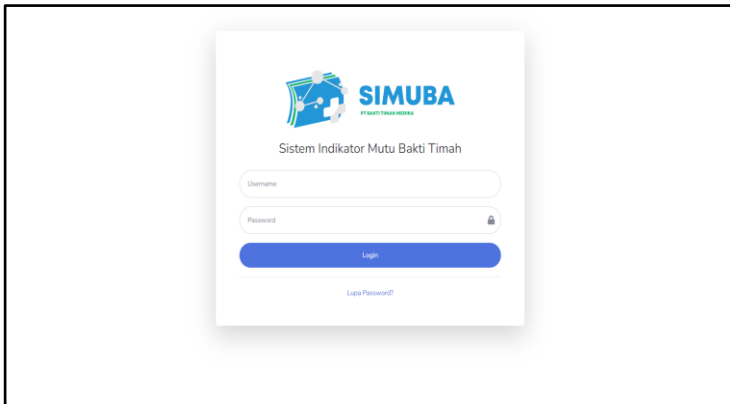 SIMUBA
PT BAKTI TIMAH MEDIKA
Sistem Indikator Mutu Bakti Timah
Username
Password
Login
Lupa Password?